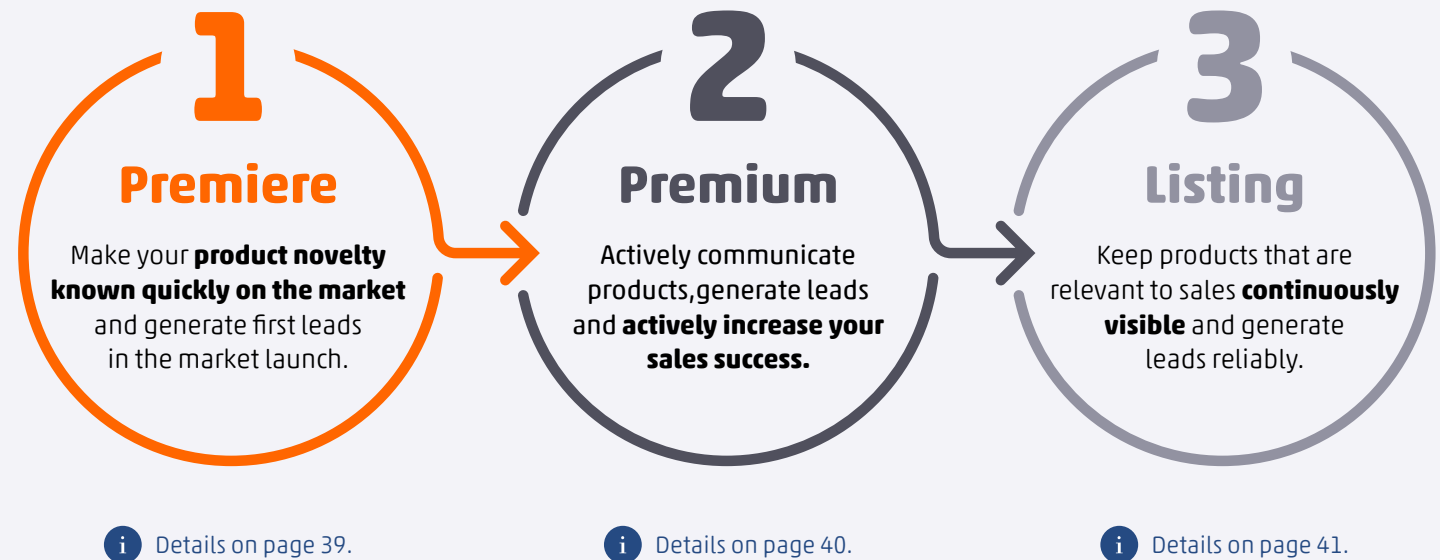 1
Premiere
Make your product novelty
known quickly on the market
and generate first leads
in the market launch.
i Details on page 39.
2
Premium
Actively communicate
products,generate leads
and actively increase your
sales success.
i Details on page 40.
3
Listing
Keep products that are
relevant to sales continuously
visible and generate
leads reliably.
i Details on page 41.